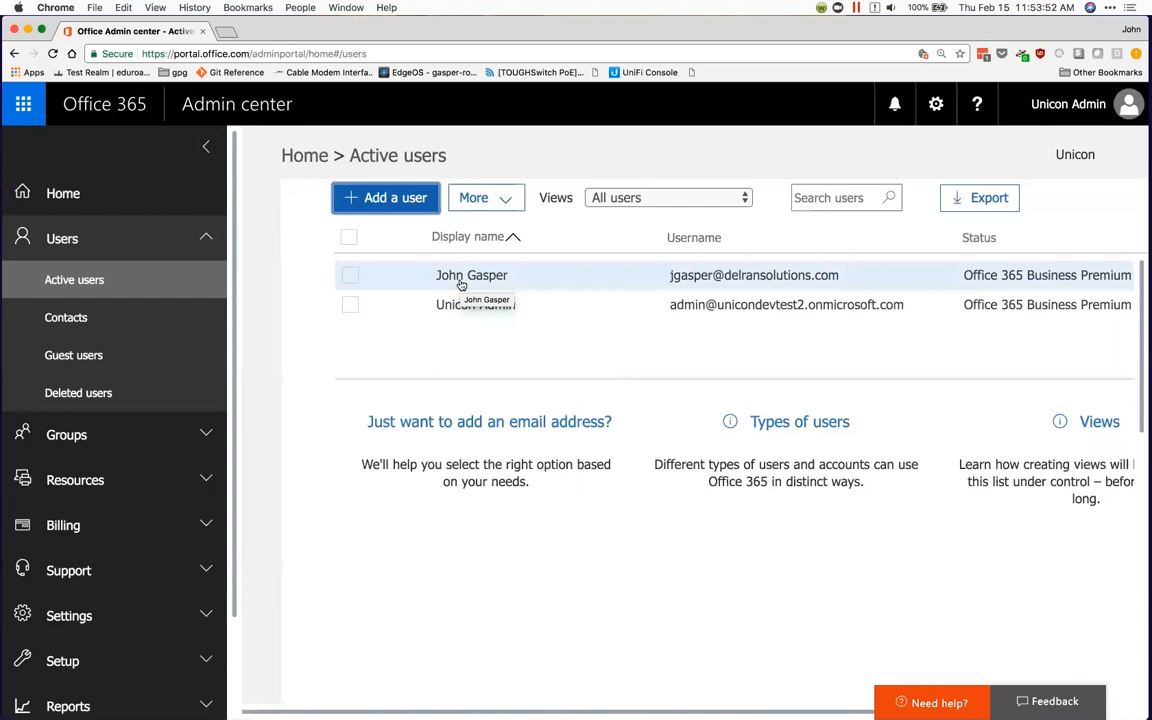 Chrome File Edit View History Bookmarks People Window Help 100% Thu Feb 15 11:53:52 AM
Office Admin center - Active John
Secure https://portal.office.com/adminportal/home#/users
Apps Test Realm | eduroa... gpg Git Reference Cable Modem Interfa... EdgeOS - gasper-ro... [TOUGHSwitch PoE]... UniFi Console Other Bookmarks
Office 365 Admin center ? Unicon Admin
Home > Active users Unicon
+ Add a user More Views All users Search users Export
Display name Username Status
John Gasper jgasper@delransolutions.com Office 365 Business Premium
John Gasper
Unicon Admin admin@unicondevtest2.onmicrosoft.com Office 365 Business Premium
Just want to add an email address? Types of users Views
We'll help you select the right option based
on your needs.
Different types of users and accounts can use
Office 365 in distinct ways.
Learn how creating views will
this list under control – befor
long.
Home
Users
Active users
Contacts
Guest users
Deleted users
Groups
Resources
Billing
Support
Settings
Setup
Reports
Need help? Feedback